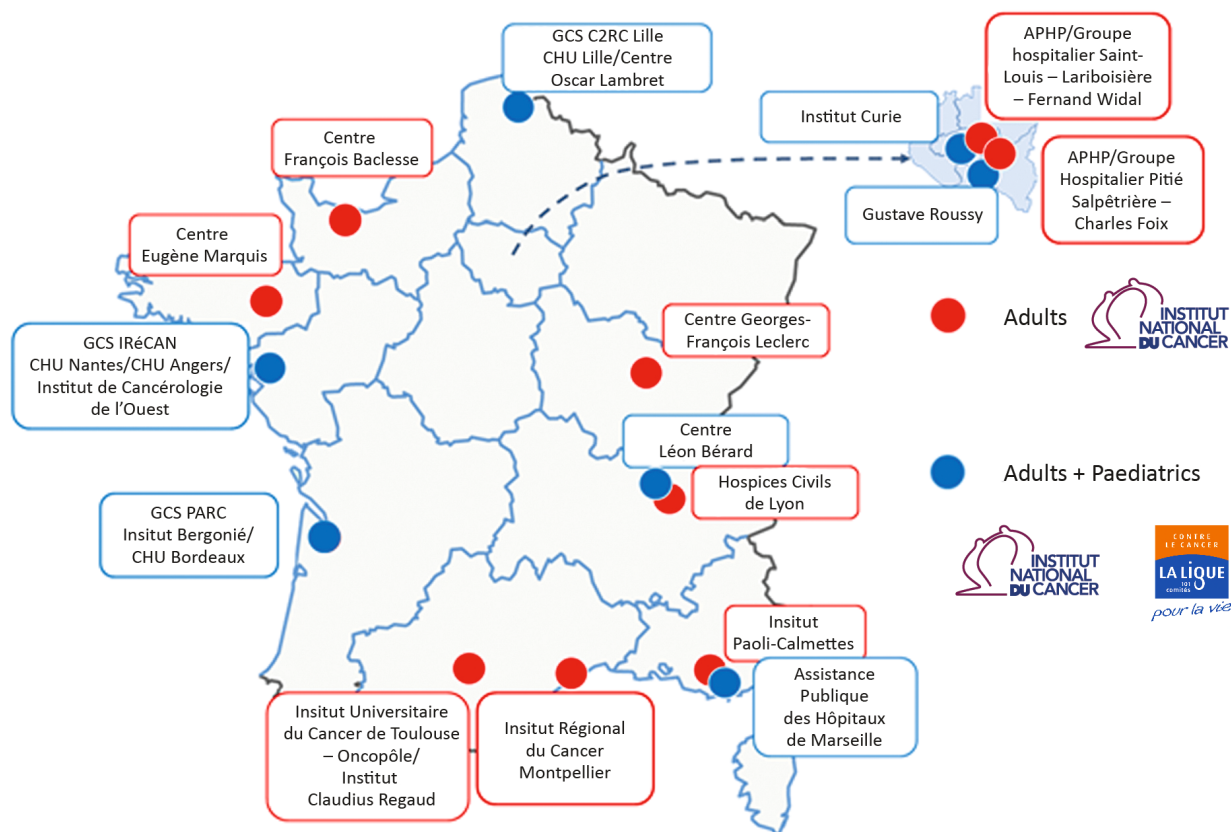 GCS C2RC Lille
CHU Lille/Centre
Oscar Lambret
APHP/Groupe
hospitalier Saint-
Louis – Lariboisière
– Fernand Widal
Institut Curie
Centre
François Baclesse
APHP/Groupe
Hospitalier Pitié
Salpêtrière –
Charles Foix
Gustave Roussy
Centre
Eugène Marquis
Adults
INSTITUT
NATIONAL
DU CANCER
Centre Georges-
François Leclerc
GCS IRéCAN
CHU Nantes/CHU Angers/
Institut de Cancérologie
de l’Ouest
Centre
Léon Bérard
Adults + Paediatrics
Hospices Civils
de Lyon
GCS PARC
Insitut Bergonié/
CHU Bordeaux
INSTITUT
NATIONAL
DU CANCER
CONTRE
LE CANCER
LA LIGUE
101
comités
pour la vie
Insitut
Paoli-Calmettes
Assistance
Publique
des Hôpitaux
de Marseille
Insitut Universitaire
du Cancer de Toulouse
– Oncopôle/
Institut
Claudius Regaud
Insitut Régional
du Cancer
Montpellier